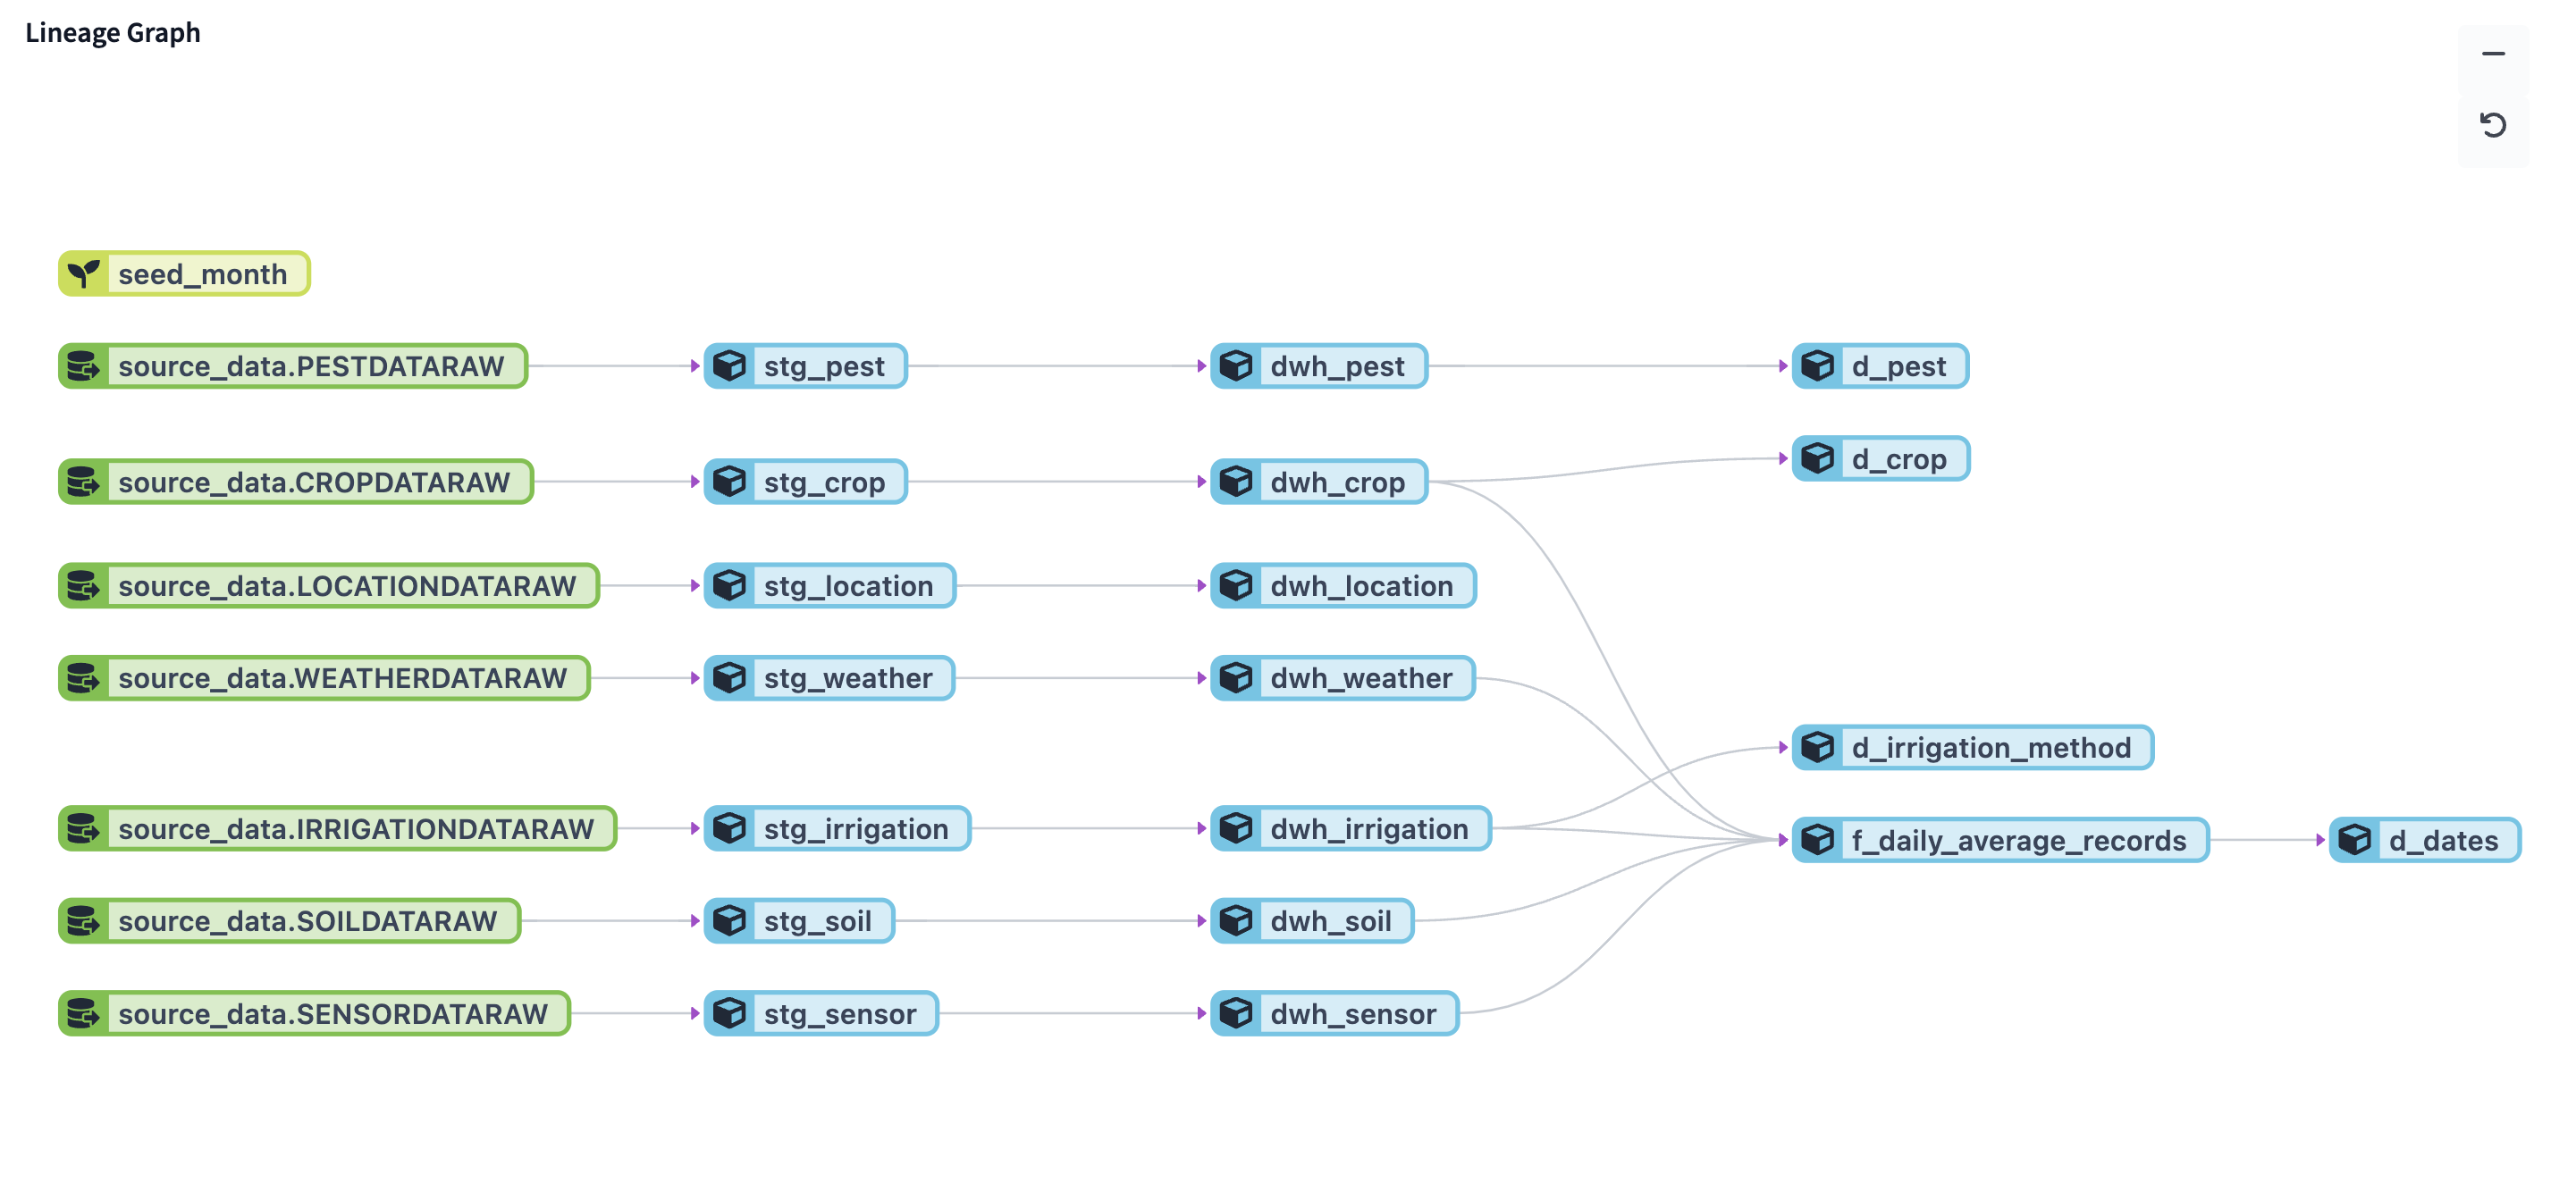 Lineage Graph
seed_month
source_data.PESTDATARAW stg_pest dwh_pest d_pest
d_crop
source_data.CROPDATARAW stg_crop dwh_crop
source_data.LOCATIONDATARAW stg_location dwh_location
source_data.WEATHERDATARAW stg_weather dwh_weather
d_irrigation_method
source_data.IRRIGATIONDATARAW stg_irrigation dwh_irrigation f_daily_average_records d_dates
source_data.SOILDATARAW stg_soil dwh_soil
source_data.SENSORDATARAW stg_sensor dwh_sensor